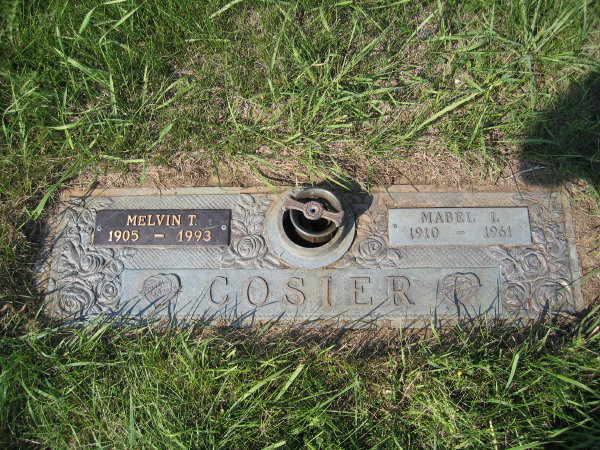 MELVIN T.
1905 – 1993
MABEL I.
1910 – 1961
COSIER